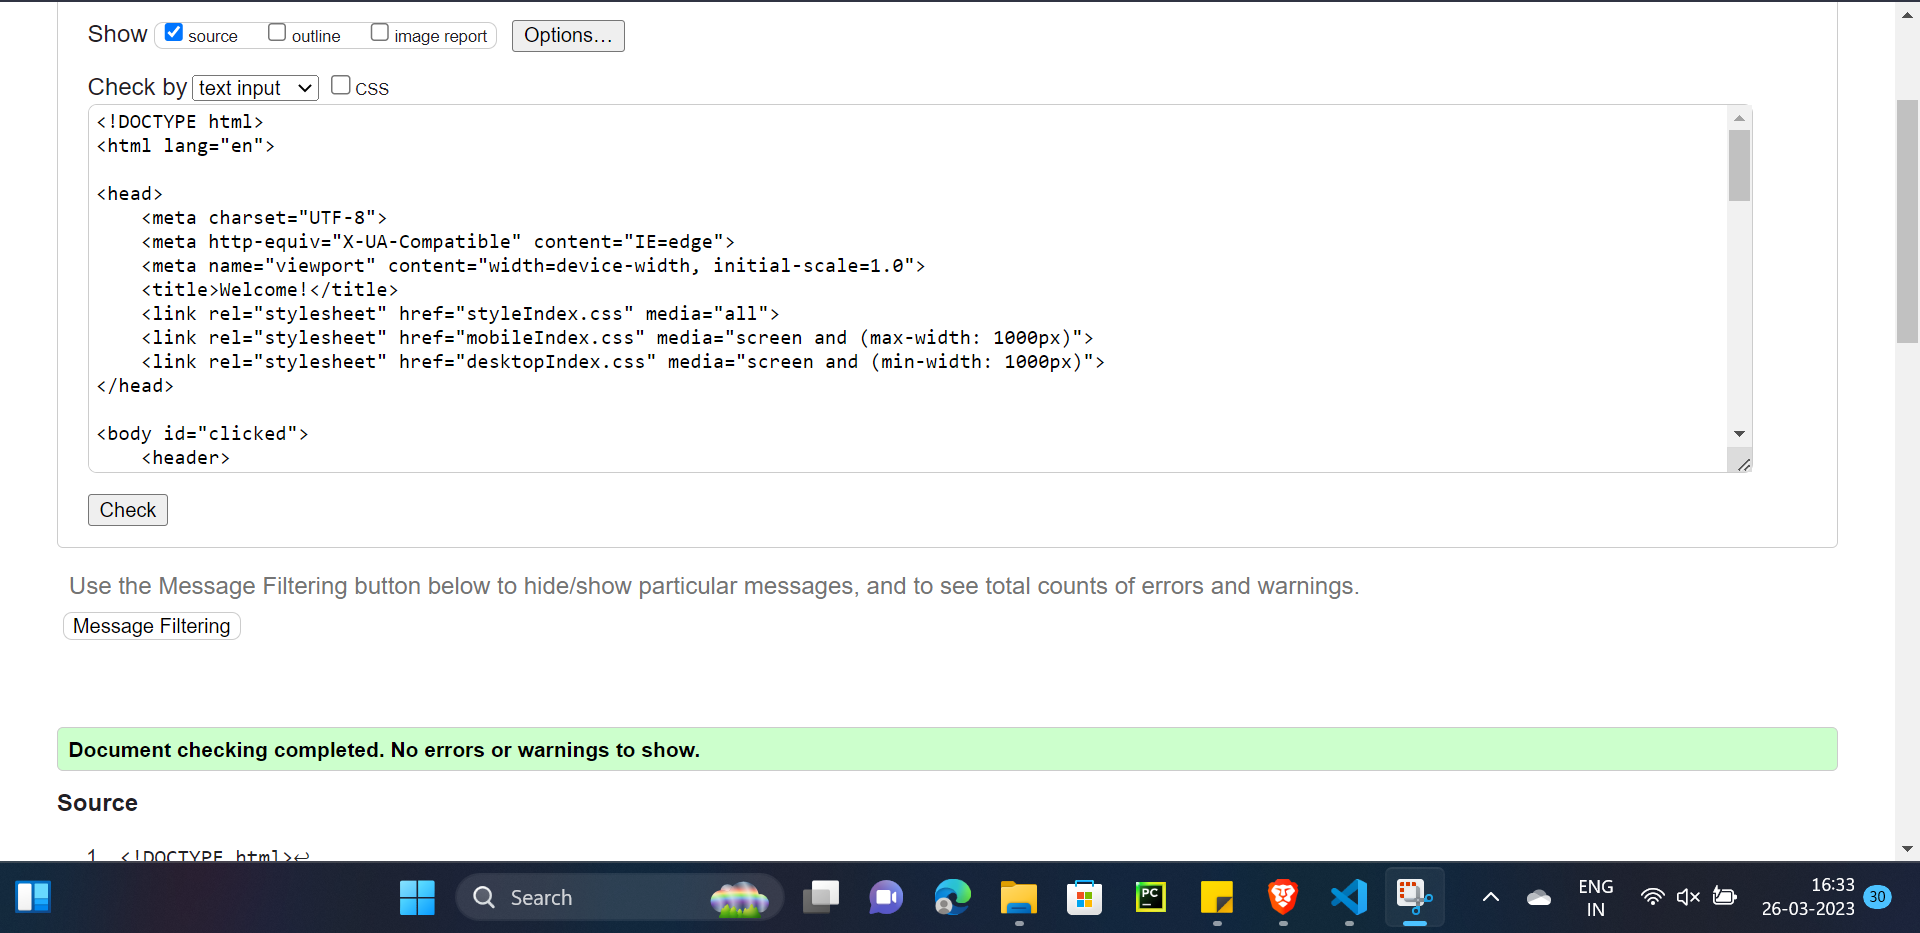 Show source outline image report Options…
Check by text input CSS
<!DOCTYPE html>
<html lang="en">
<head>
    <meta charset="UTF-8">
    <meta http-equiv="X-UA-Compatible" content="IE=edge">
    <meta name="viewport" content="width=device-width, initial-scale=1.0">
    <title>Welcome!</title>
    <link rel="stylesheet" href="styleIndex.css" media="all">
    <link rel="stylesheet" href="mobileIndex.css" media="screen and (max-width: 1000px)">
    <link rel="stylesheet" href="desktopIndex.css" media="screen and (min-width: 1000px)">
</head>
<body id="clicked">
    <header>
Check
Use the Message Filtering button below to hide/show particular messages, and to see total counts of errors and warnings.
Message Filtering
Document checking completed. No errors or warnings to show.
Source
1 <!DOCTYPE html>↩
Search
PC
ENG
IN
16:33
26-03-2023
30